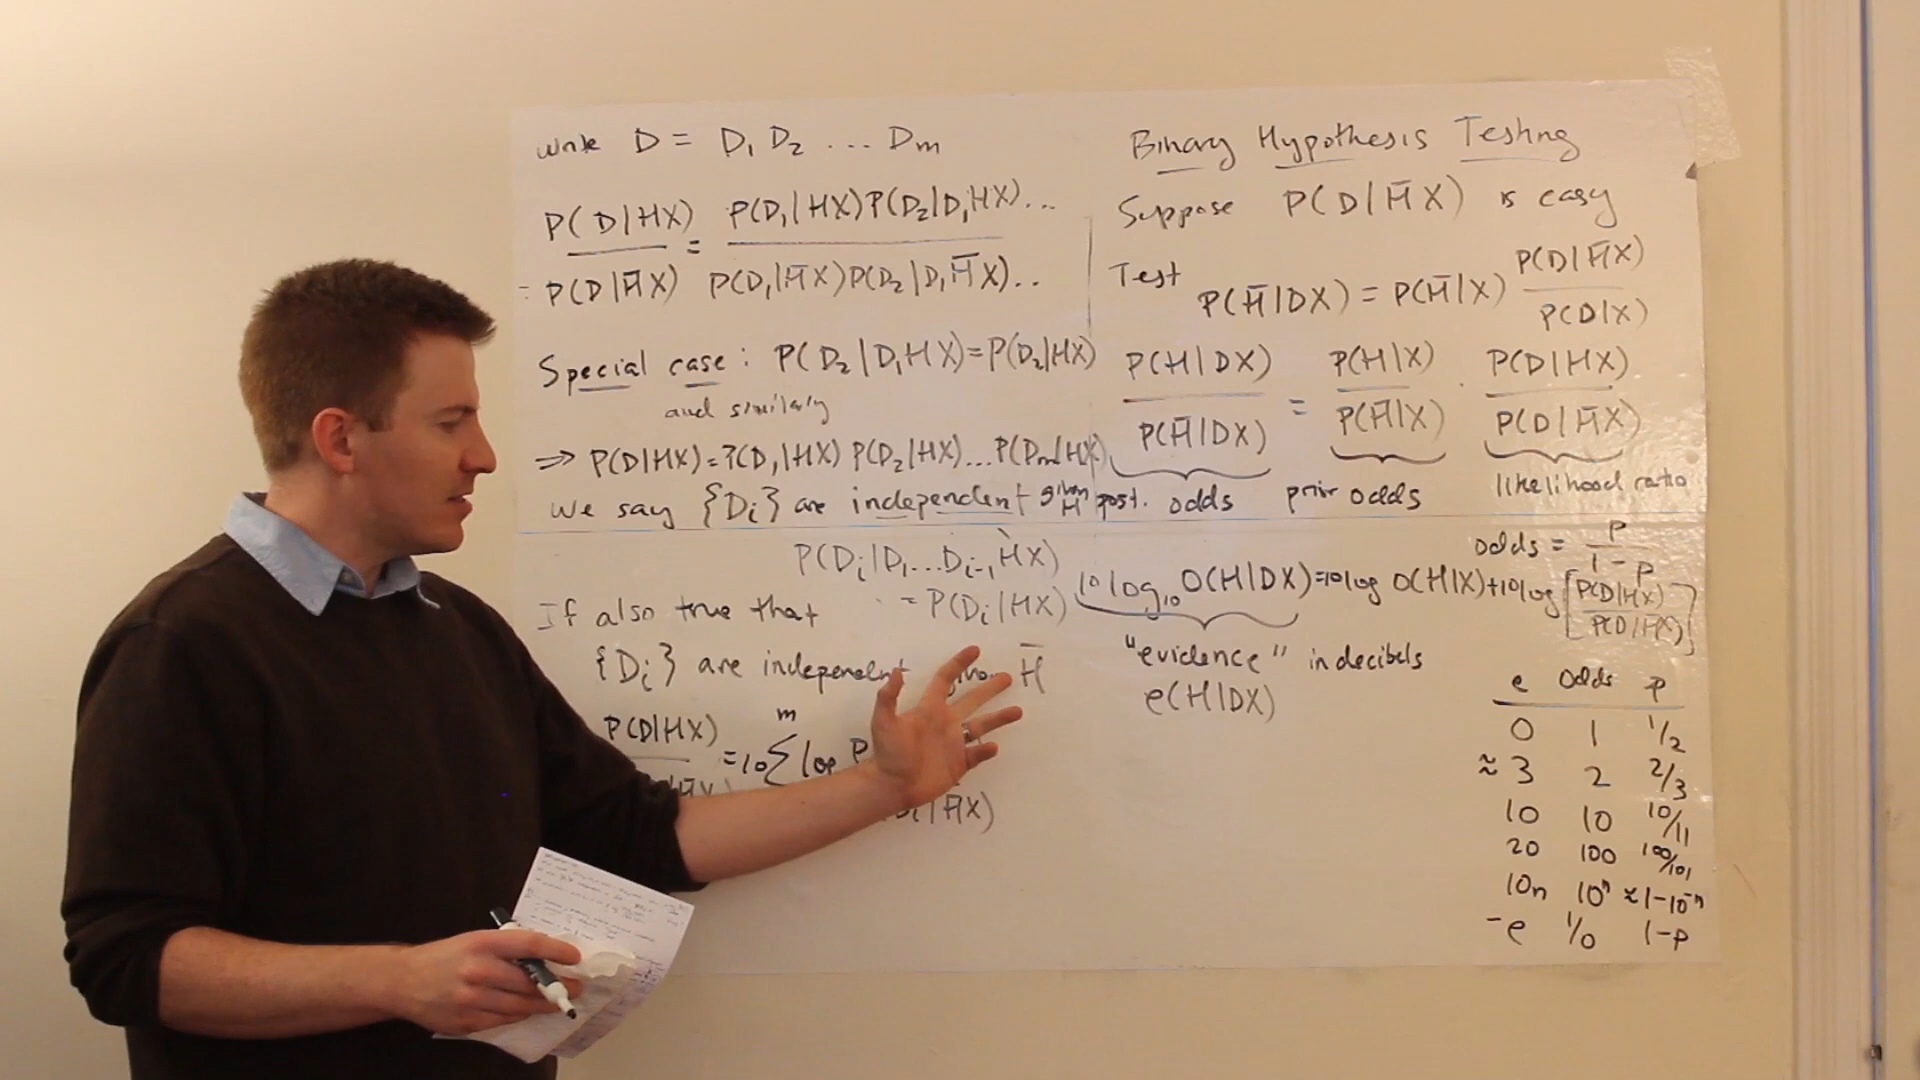 Write D = D₁ D₂ ... Dₘ
P(D|HX) / P(D|H̄X) = P(D₁|HX)P(D₂|D₁HX)... / P(D₁|H̄X)P(D₂|D₁H̄X)..
Special case: P(D₂|D₁HX)=P(D₂|HX)
and similarly
⇒ P(D|HX)=P(D₁|HX) P(D₂|HX)...P(Dₘ|HX)
We say {Dᵢ} are independent given H
P(Dᵢ|D₁...Dᵢ₋₁HX)
If also true that = P(Dᵢ|HX)
{Dᵢ} are independent given H̄
P(D|HX) = 10 Σ log P
m
|H̄X)
Binary Hypothesis Testing
Suppose P(D|H̄X) is easy
Test P(H̄|DX) = P(H̄|X) P(D|H̄X) / P(D|X)
P(H|DX) / P(H̄|DX) = P(H|X) / P(H̄|X) · P(D|HX) / P(D|H̄X)
post. odds prior odds likelihood ratio
odds = P / 1-P
10 log₁₀ O(H|DX)=10log O(H|X)+10log [P(D|HX) / P(D|H̄X)]
"evidence" in decibels
e(H|DX)
e odds P
0 1 1/2
≈ 3 2 2/3
10 10 10/11
20 100 100/101
10n 10ⁿ ≈1-10⁻ⁿ
-e 1/o 1-p